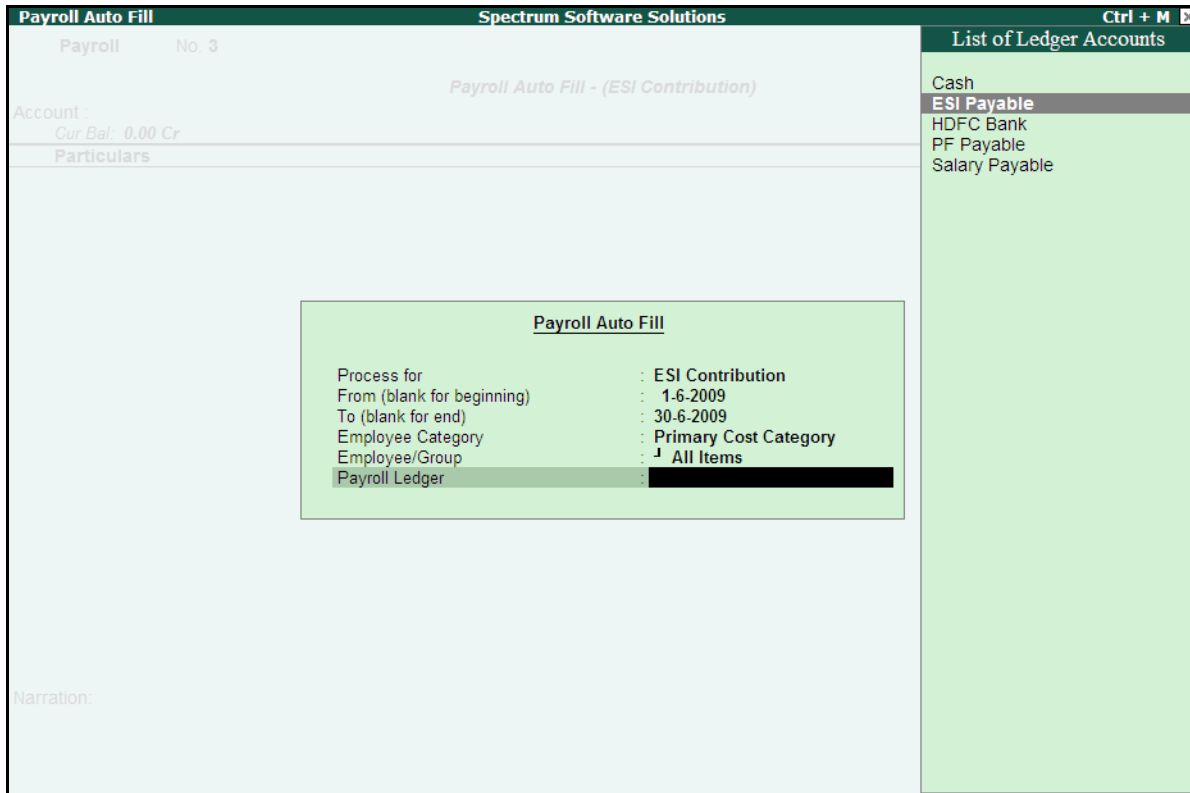 Payroll Auto Fill Spectrum Software Solutions Ctrl + M
Payroll No. 3
Payroll Auto Fill - (ESI Contribution)
Account :
Cur Bal: 0.00 Cr
Particulars
Payroll Auto Fill
Process for : ESI Contribution
From (blank for beginning) : 1-6-2009
To (blank for end) : 30-6-2009
Employee Category : Primary Cost Category
Employee/Group : ┘ All Items
Payroll Ledger :
Narration:
List of Ledger Accounts
Cash
ESI Payable
HDFC Bank
PF Payable
Salary Payable